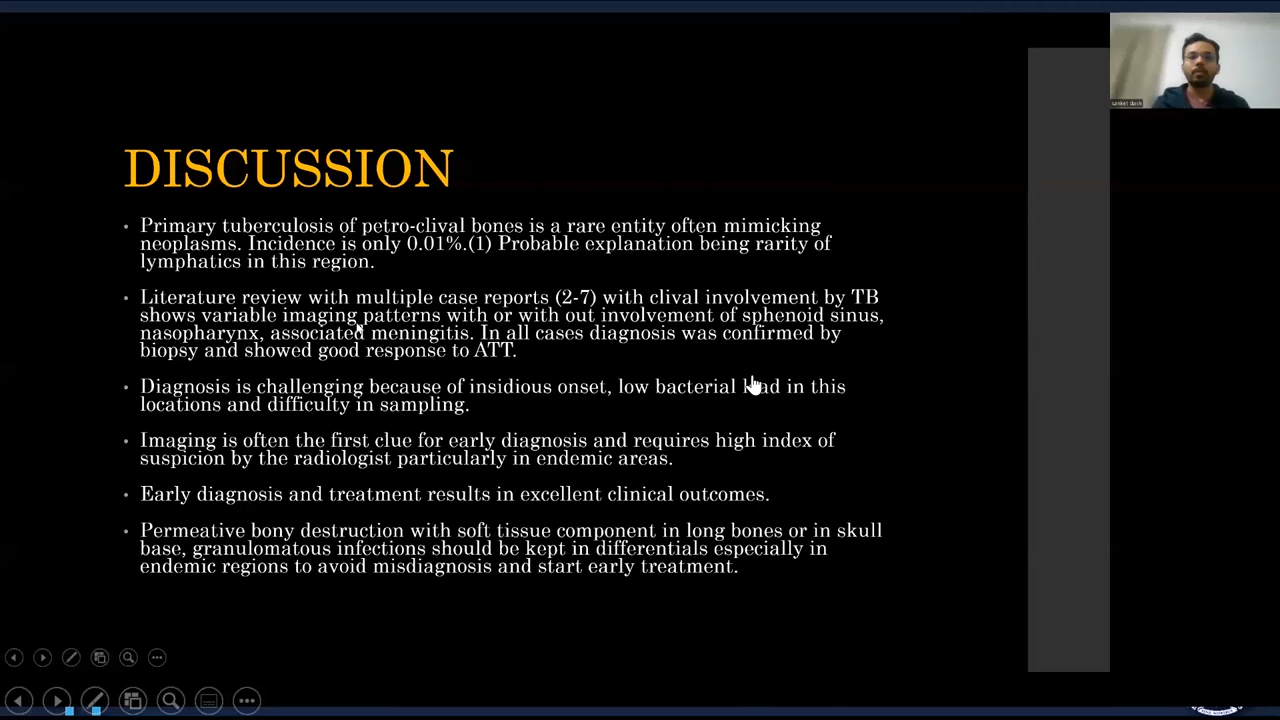 DISCUSSION
• Primary tuberculosis of petro-clival bones is a rare entity often mimicking
neoplasms. Incidence is only 0.01%.(1) Probable explanation being rarity of
lymphatics in this region.
• Literature review with multiple case reports (2-7) with clival involvement by TB
shows variable imaging patterns with or with out involvement of sphenoid sinus,
nasopharynx, associated meningitis. In all cases diagnosis was confirmed by
biopsy and showed good response to ATT.
• Diagnosis is challenging because of insidious onset, low bacterial load in this
locations and difficulty in sampling.
• Imaging is often the first clue for early diagnosis and requires high index of
suspicion by the radiologist particularly in endemic areas.
• Early diagnosis and treatment results in excellent clinical outcomes.
• Permeative bony destruction with soft tissue component in long bones or in skull
base, granulomatous infections should be kept in differentials especially in
endemic regions to avoid misdiagnosis and start early treatment.